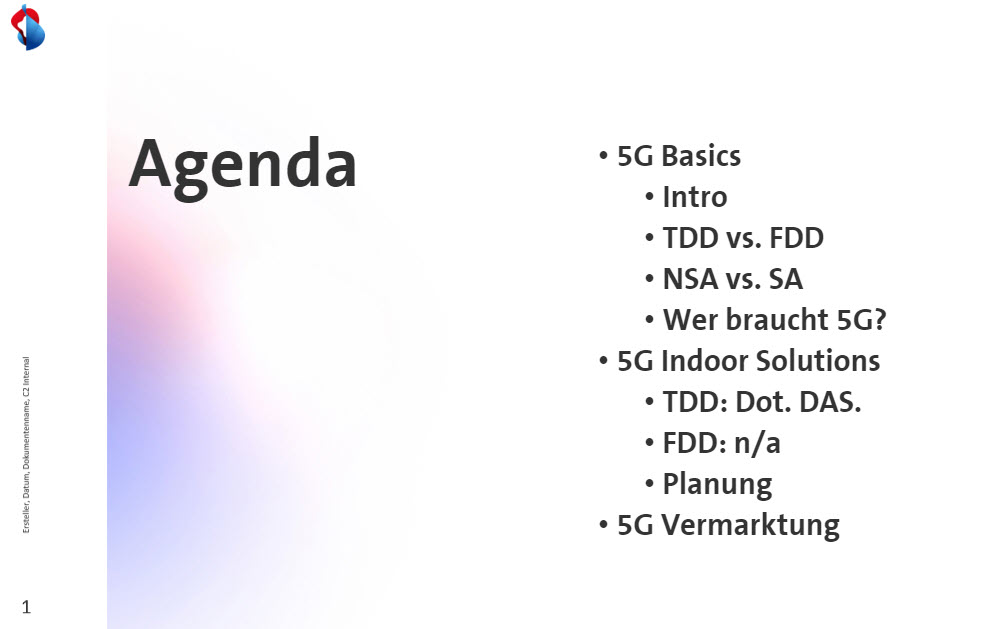 Agenda
• 5G Basics
• Intro
• TDD vs. FDD
• NSA vs. SA
• Wer braucht 5G?
• 5G Indoor Solutions
• TDD: Dot. DAS.
• FDD: n/a
• Planung
• 5G Vermarktung
Ersteller, Datum, Dokumentenname, C2 Internal
1